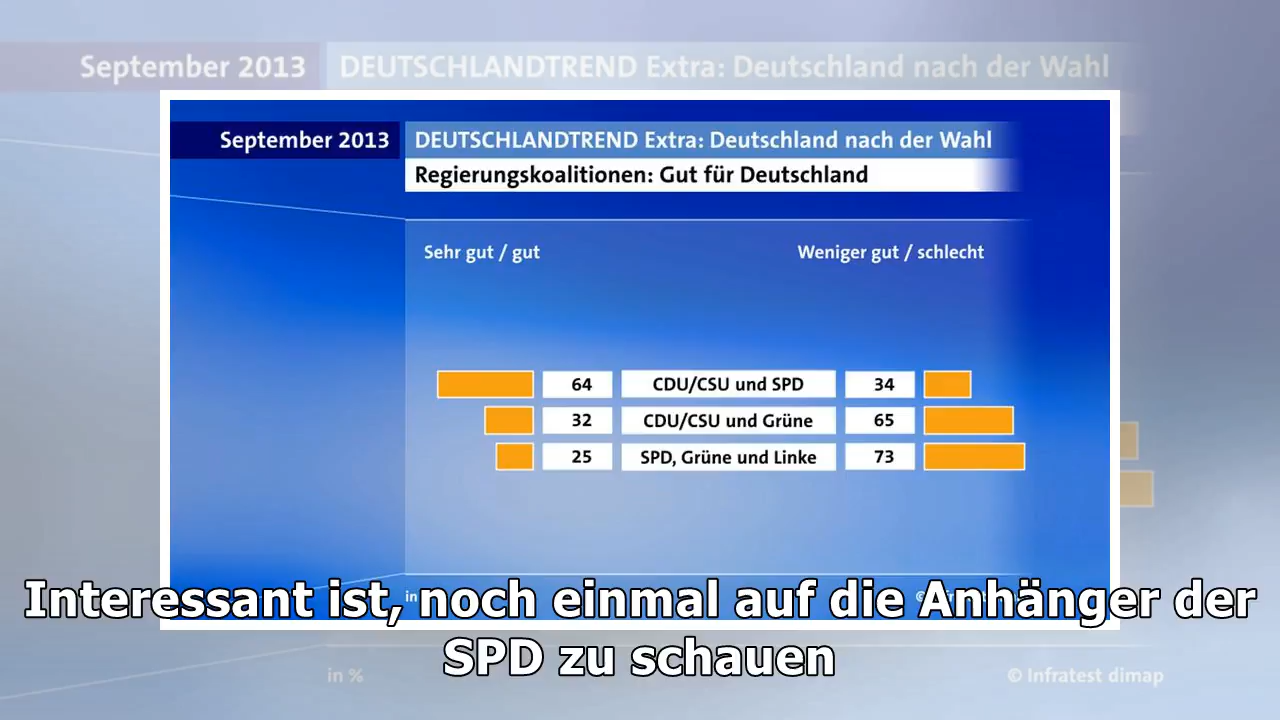 September 2013 DEUTSCHLANDTREND Extra: Deutschland nach der Wahl
September 2013 DEUTSCHLANDTREND Extra: Deutschland nach der Wahl
Regierungskoalitionen: Gut für Deutschland
Sehr gut / gut Weniger gut / schlecht
64 CDU/CSU und SPD 34
32 CDU/CSU und Grüne 65
25 SPD, Grüne und Linke 73
in
Interessant ist, noch einmal auf die Anhänger der
SPD zu schauen
in % © Infratest dimap